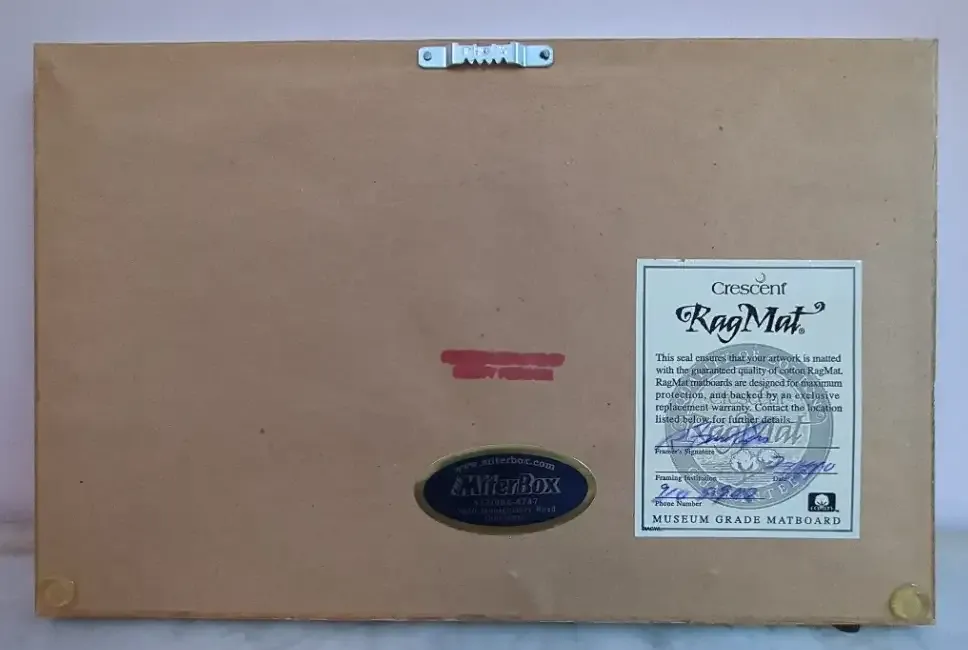 Crescent
RagMat®
This seal ensures that your artwork is matted
with the guaranteed quality of cotton RagMat.
RagMat matboards are designed for maximum
protection, and backed by an exclusive
replacement warranty. Contact the location
listed below for further details.
Framer's Signature
Framing Institution Date
Phone Number
MUSEUM GRADE MATBOARD
www.miterbox.com
MiterBox